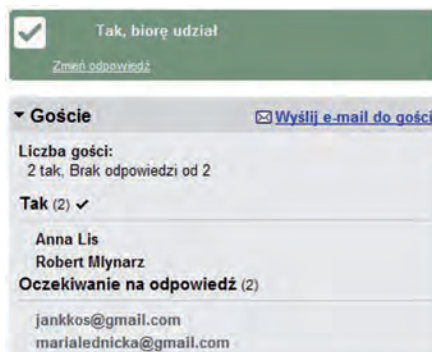 Tak, biorę udział
Zmień odpowiedź
Goście Wyślij e-mail do gości
Liczba gości:
2 tak, Brak odpowiedzi od 2
Tak (2)
Anna Lis
Robert Mlynarz
Oczekiwanie na odpowiedź (2)
jankkos@gmail.com
marialednicka@gmail.com